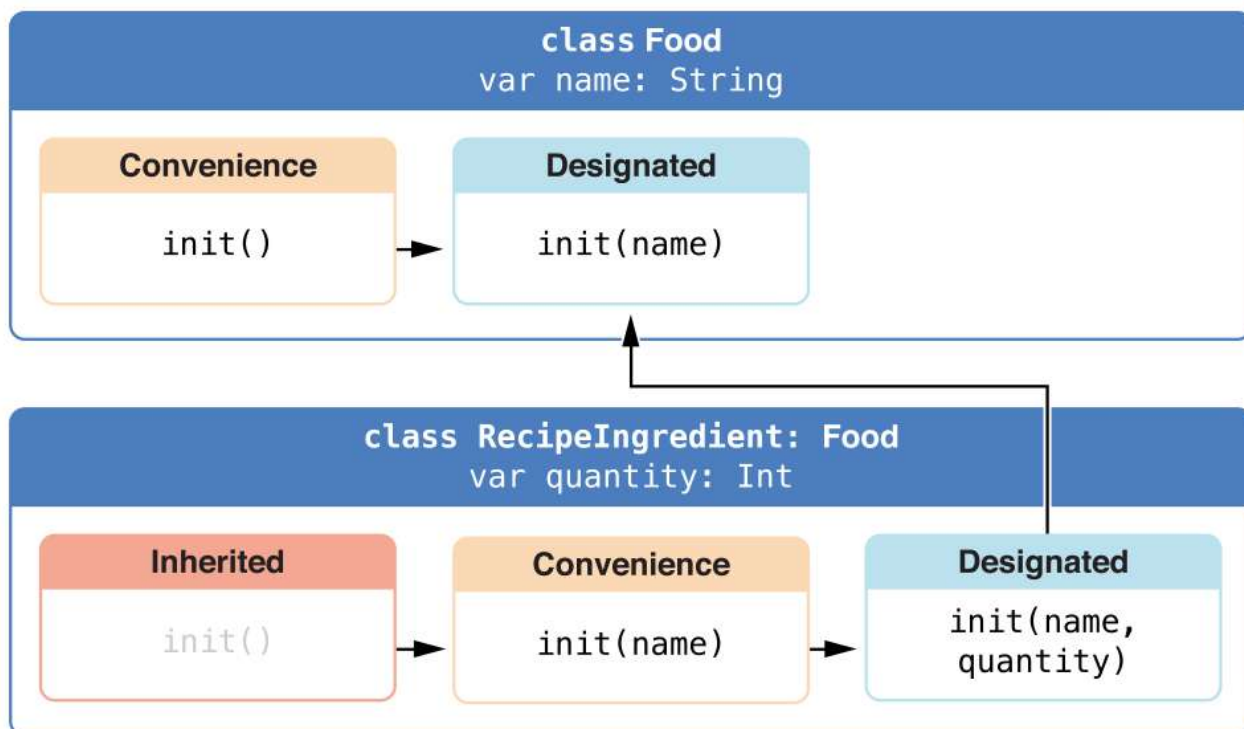 class Food
var name: String
Convenience
init()
Designated
init(name)
class RecipeIngredient: Food
var quantity: Int
Inherited
init()
Convenience
init(name)
Designated
init(name,
quantity)